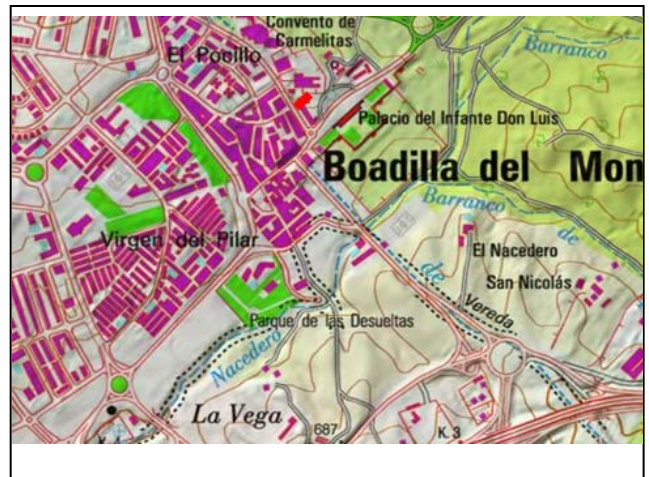 Convento de
Carmelitas
El Pocillo
Barranco
Palacio del Infante Don Luis
Boadilla del Mon
Barranco
de
Virgen del Pilar
de
El Nacedero
San Nicolás
Vereda
Parque de las Desueltas
Nacedero
La Vega
687
K. 3